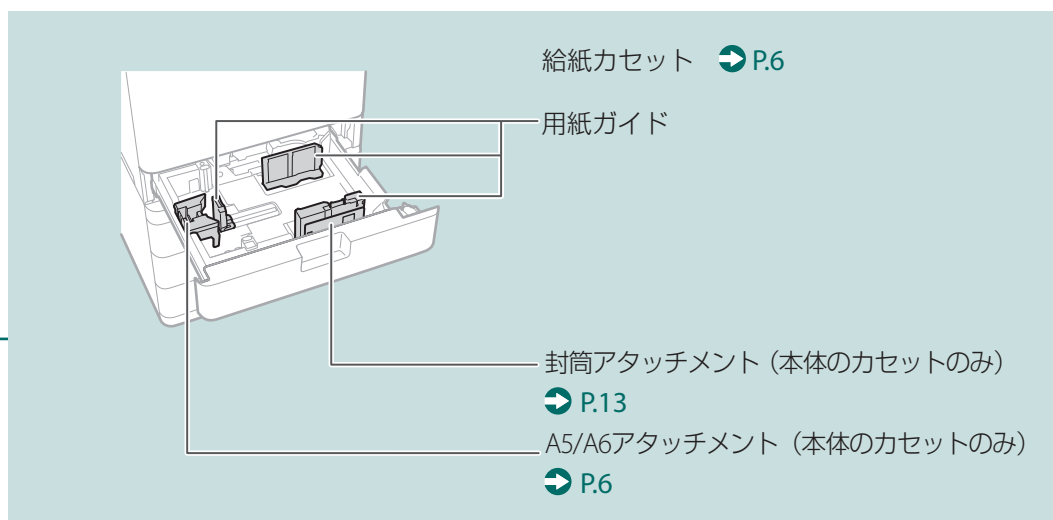 給紙カセット P.6
用紙ガイド
封筒アタッチメント（本体のカセットのみ）
P.13
A5/A6アタッチメント（本体のカセットのみ）
P.6